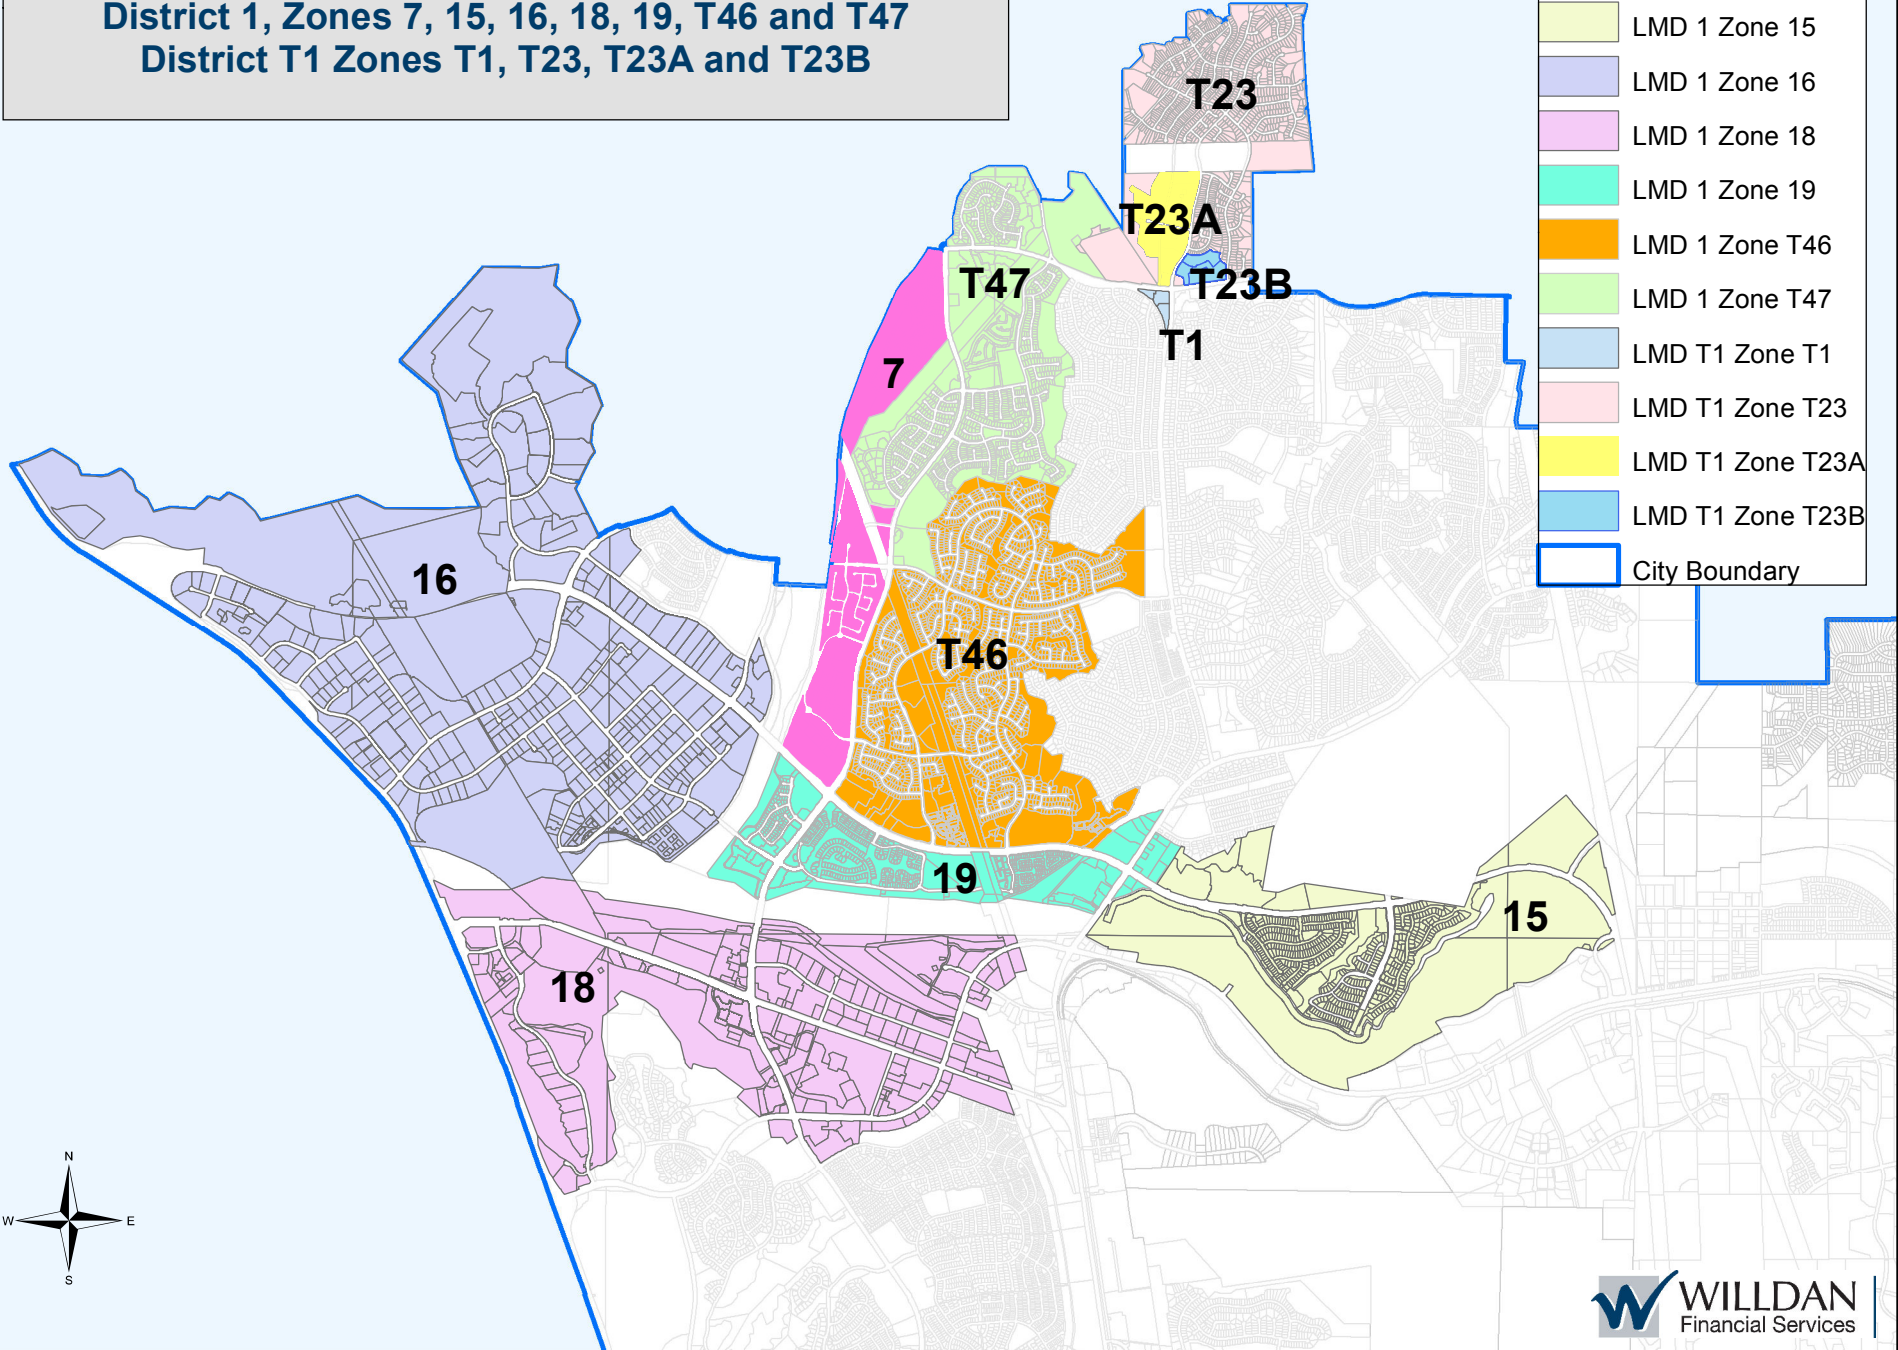 District 1, Zones 7, 15, 16, 18, 19, T46 and T47
District T1 Zones T1, T23, T23A and T23B
LMD 1 Zone 15
LMD 1 Zone 16
LMD 1 Zone 18
LMD 1 Zone 19
LMD 1 Zone T46
LMD 1 Zone T47
LMD T1 Zone T1
LMD T1 Zone T23
LMD T1 Zone T23A
LMD T1 Zone T23B
City Boundary
T23
T23A
T47
T23B
T1
7
16
T46
19
15
18
N
W
E
S
WILLDAN
Financial Services